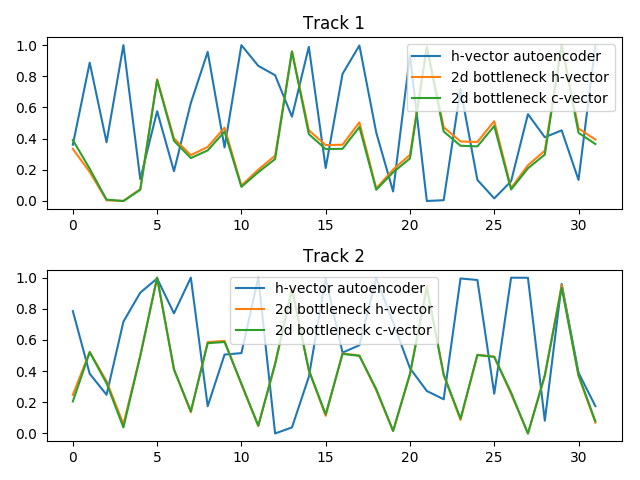 Track 1
1.0
h-vector autoencoder
2d bottleneck h-vector
0.8
2d bottleneck c-vector
0.6
0.4
0.2
0.0
0 5 10 15 20 25 30
Track 2
1.0
h-vector autoencoder
2d bottleneck h-vector
0.8
2d bottleneck c-vector
0.6
0.4
0.2
0.0
0 5 10 15 20 25 30